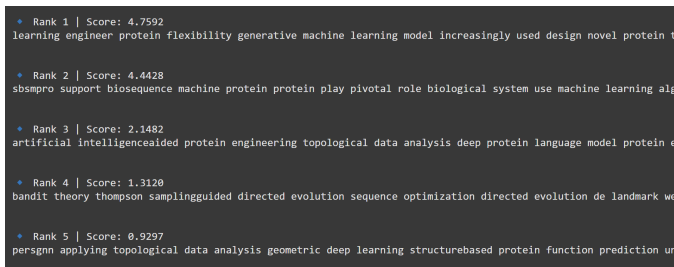 Rank 1 | Score: 4.7592
learning engineer protein flexibility generative machine learning model increasingly used design novel protein
Rank 2 | Score: 4.4428
sbsmpro support biosequence machine protein protein play pivotal role biological system use machine learning alg
Rank 3 | Score: 2.1482
artificial intelligenceaided protein engineering topological data analysis deep protein language model protein e
Rank 4 | Score: 1.3120
bandit theory thompson samplingguided directed evolution sequence optimization directed evolution de landmark we
Rank 5 | Score: 0.9297
persgnn applying topological data analysis geometric deep learning structurebased protein function prediction un